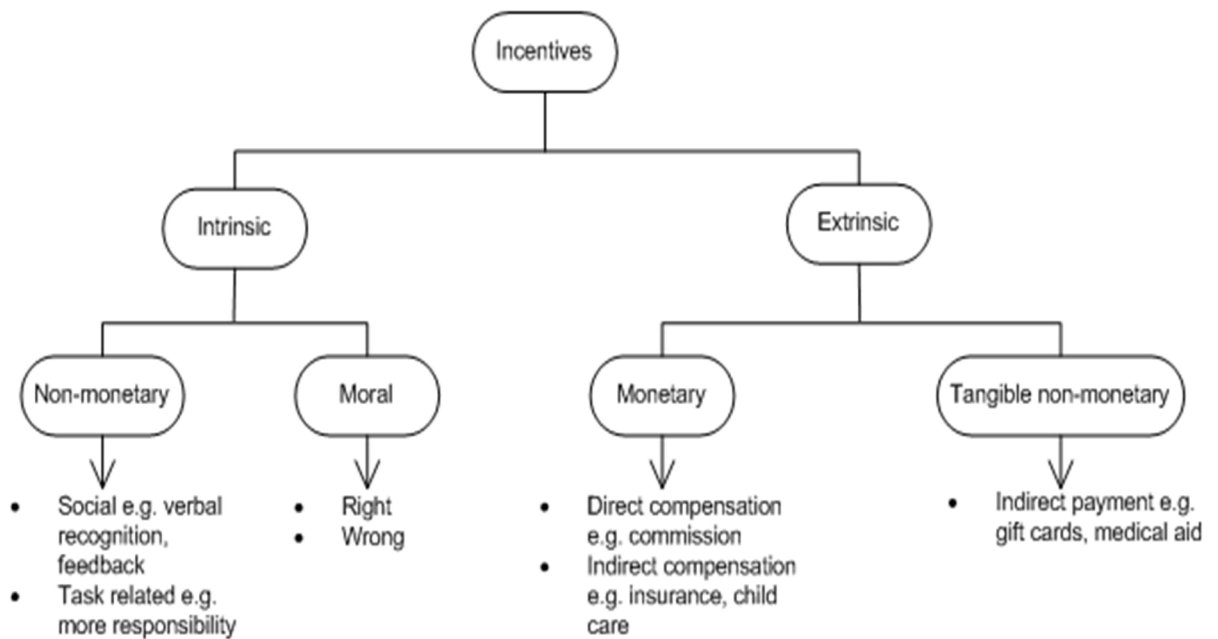 Incentives
Intrinsic
Extrinsic
Non-monetary
Moral
Monetary
Tangible non-monetary
• Social e.g. verbal
recognition,
feedback
• Task related e.g.
more responsibility
• Right
• Wrong
• Direct compensation
e.g. commission
• Indirect compensation
e.g. insurance, child
care
• Indirect payment e.g.
gift cards, medical aid